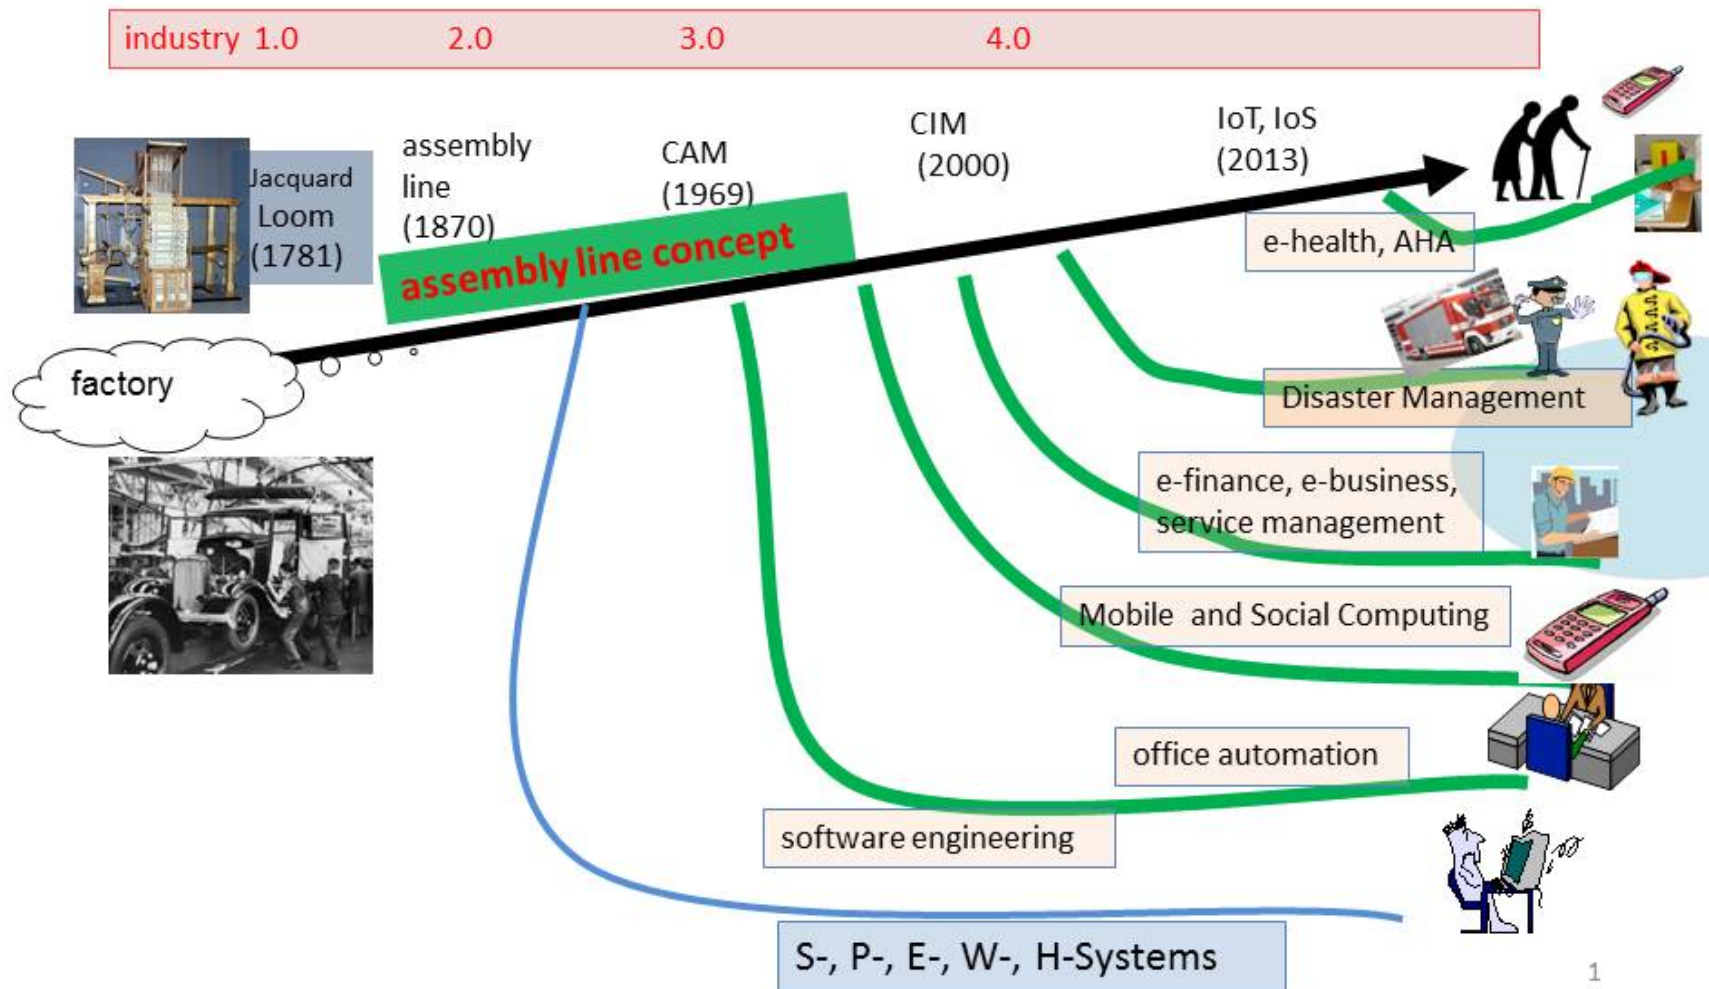 industry 1.0 2.0 3.0 4.0
Jacquard
Loom
(1781)
assembly
line
(1870)
CAM
(1969)
CIM
(2000)
IoT, IoS
(2013)
assembly line concept
factory
e-health, AHA
Disaster Management
e-finance, e-business,
service management
Mobile and Social Computing
office automation
software engineering
S-, P-, E-, W-, H-Systems
1